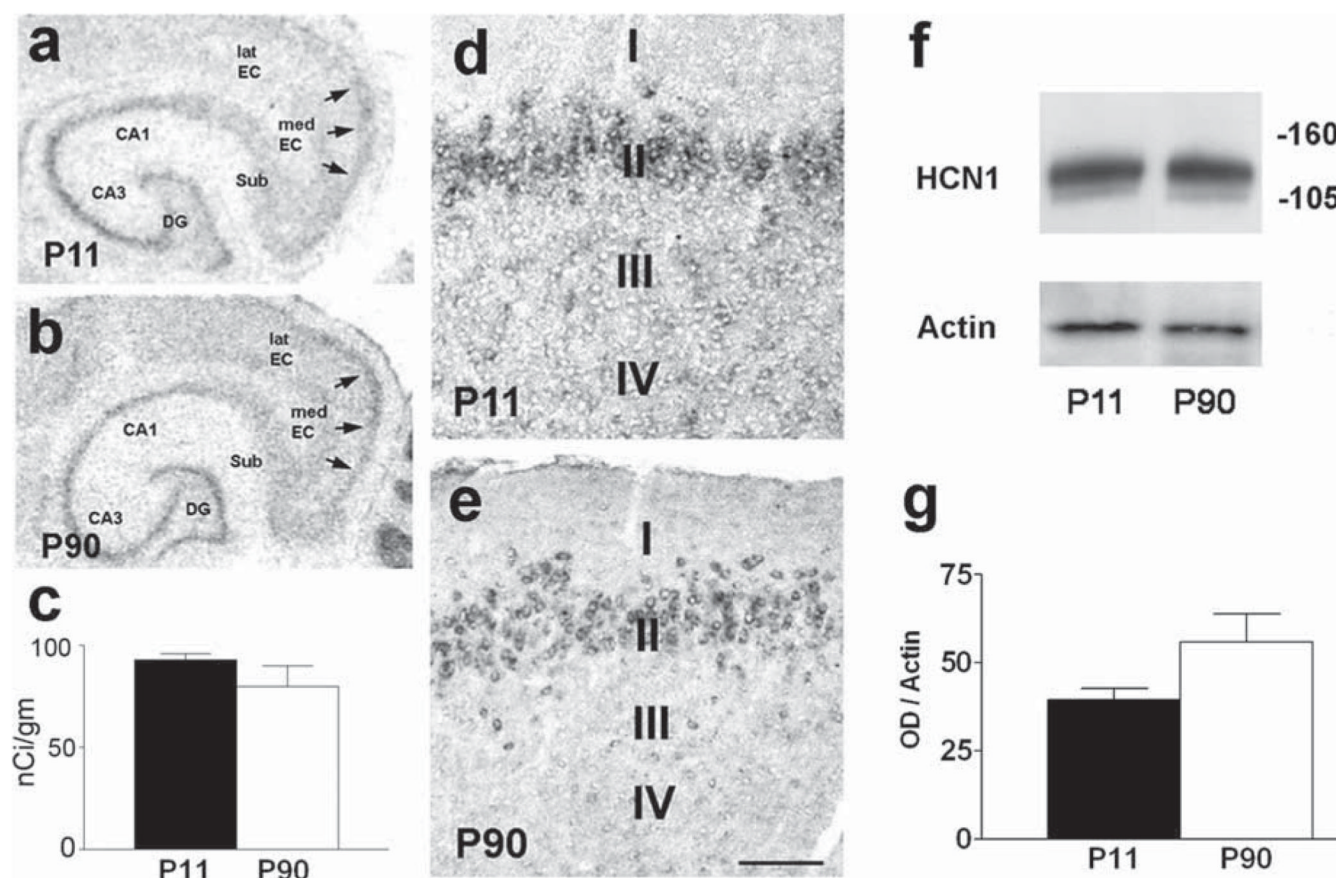 a
lat
EC
CA1
med
EC
CA3
Sub
DG
P11
b
lat
EC
med
EC
CA1
Sub
CA3
DG
P90
c
100
50
0
nCi/gm
P11
P90
d
I
II
III
IV
P11
e
I
II
III
IV
P90
f
HCN1
-160
-105
Actin
P11
P90
g
75
50
25
0
OD / Actin
P11
P90